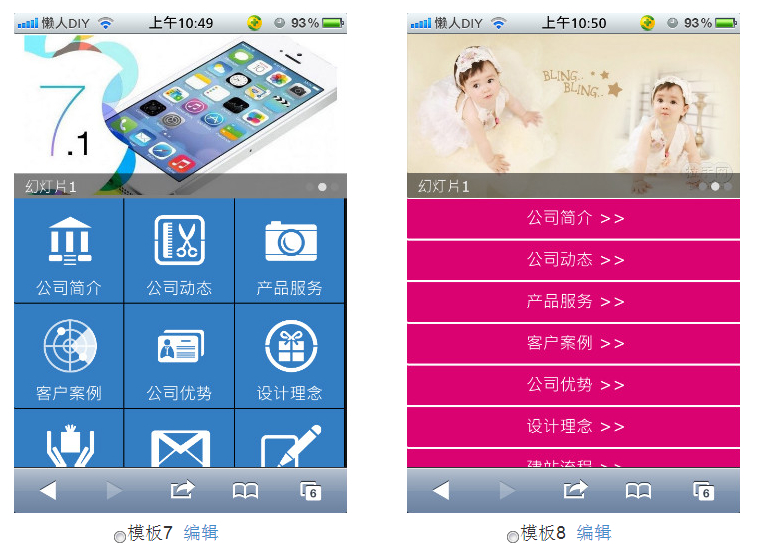 懒人DIY 上午10:49 93%
7.1
幻灯片1
公司简介 公司动态 产品服务
客户案例 公司优势 设计理念
6
模板7 编辑
懒人DIY 上午10:50 93%
BLING...
BLING..
幻灯片1
公司简介 >>
公司动态 >>
产品服务 >>
客户案例 >>
公司优势 >>
设计理念 >>
建站流程 >>
6
模板8 编辑